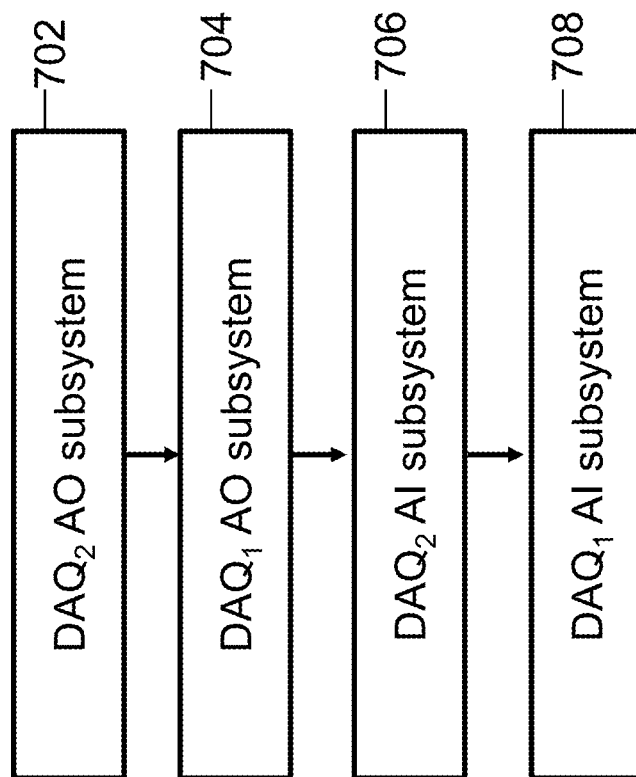 DAQ₂ AO subsystem
702
DAQ₁ AO subsystem
704
DAQ₂ AI subsystem
706
DAQ₁ AI subsystem
708